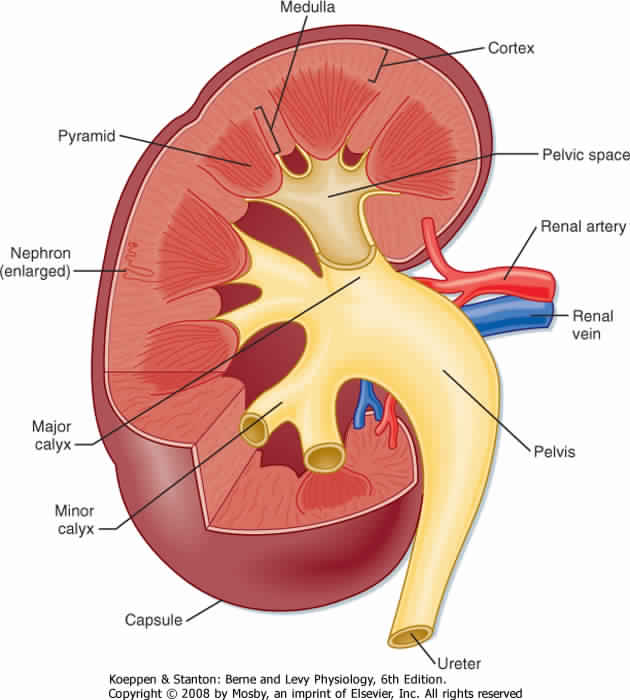 Medulla
Cortex
Pyramid
Pelvic space
Renal artery
Nephron
(enlarged)
Renal
vein
Major
calyx
Pelvis
Minor
calyx
Capsule
Ureter
Koeppen & Stanton: Berne and Levy Physiology, 6th Edition.
Copyright © 2008 by Mosby, an imprint of Elsevier, Inc. All rights reserved